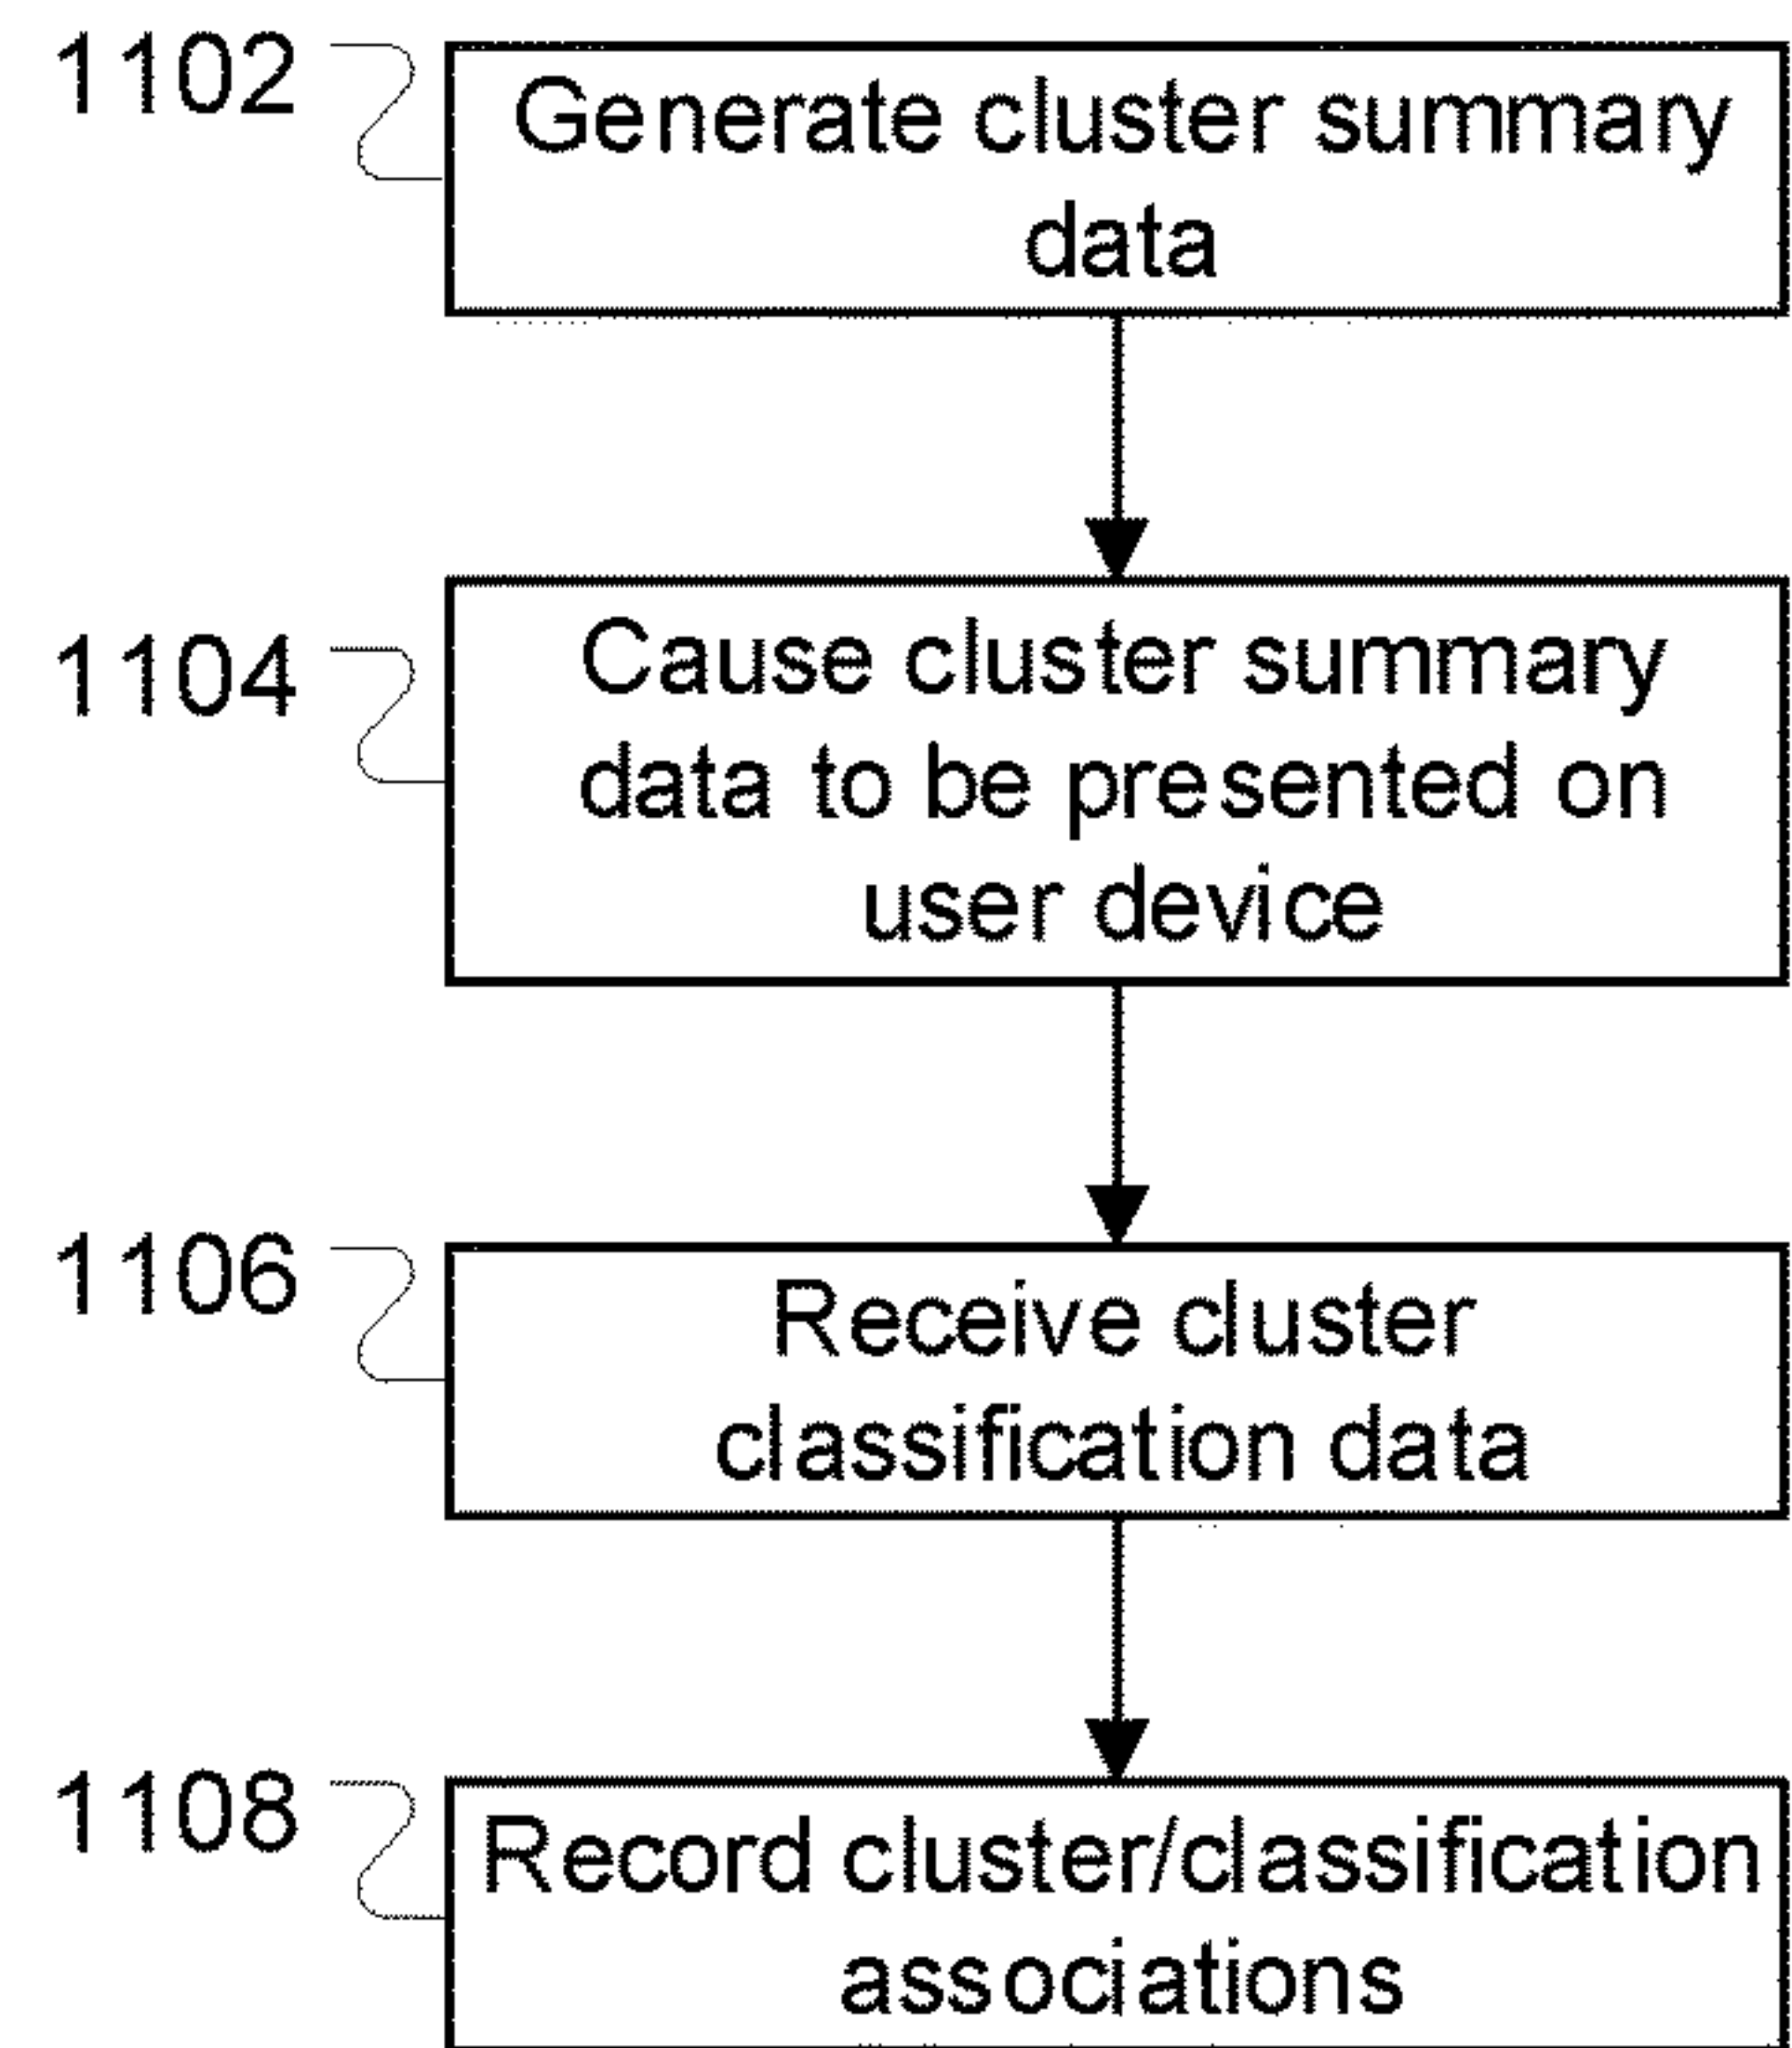 1102
Generate cluster summary
data
1104
Cause cluster summary
data to be presented on
user device
1106
Receive cluster
classification data
1108
Record cluster/classification
associations